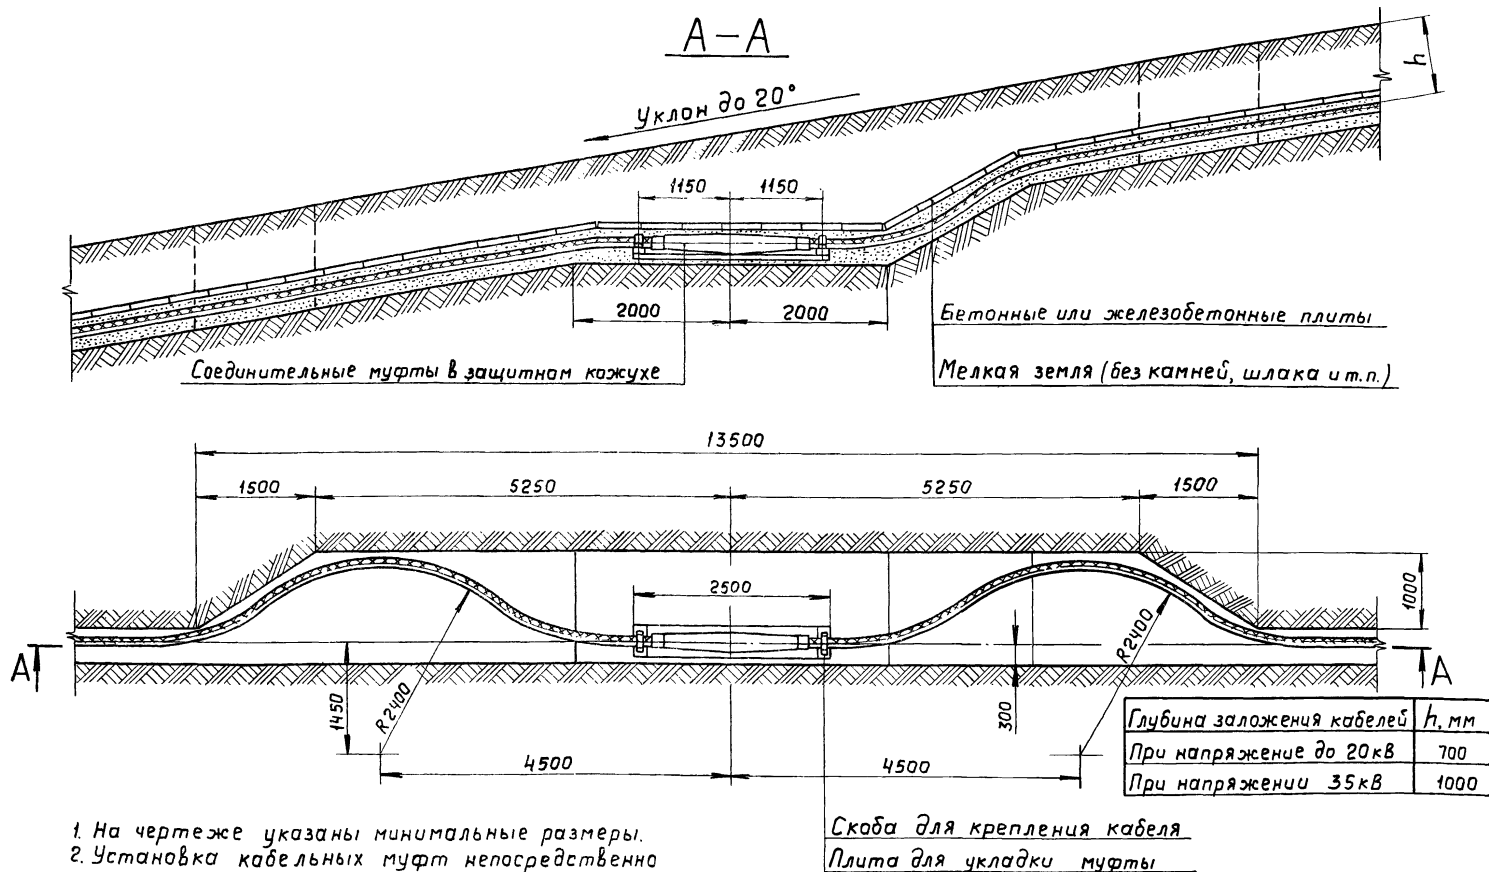 А-А
h
Уклон до 20°
1150 1150
2000 2000
Бетонные или железобетонные плиты
Соединительные муфты в защитном кожухе
Мелкая земля (без камней, шлака и т.п.)
13500
1500 5250 5250 1500
2500
1000
А А
1450
R2400
300
R2400
4500 4500
Глубина заложения кабелей h, мм
При напряжение до 20кВ 700
При напряжении 35кВ 1000
1. На чертеже указаны минимальные размеры.
2. Установка кабельных муфт непосредственно
Скоба для крепления кабеля
Плита для укладки муфты